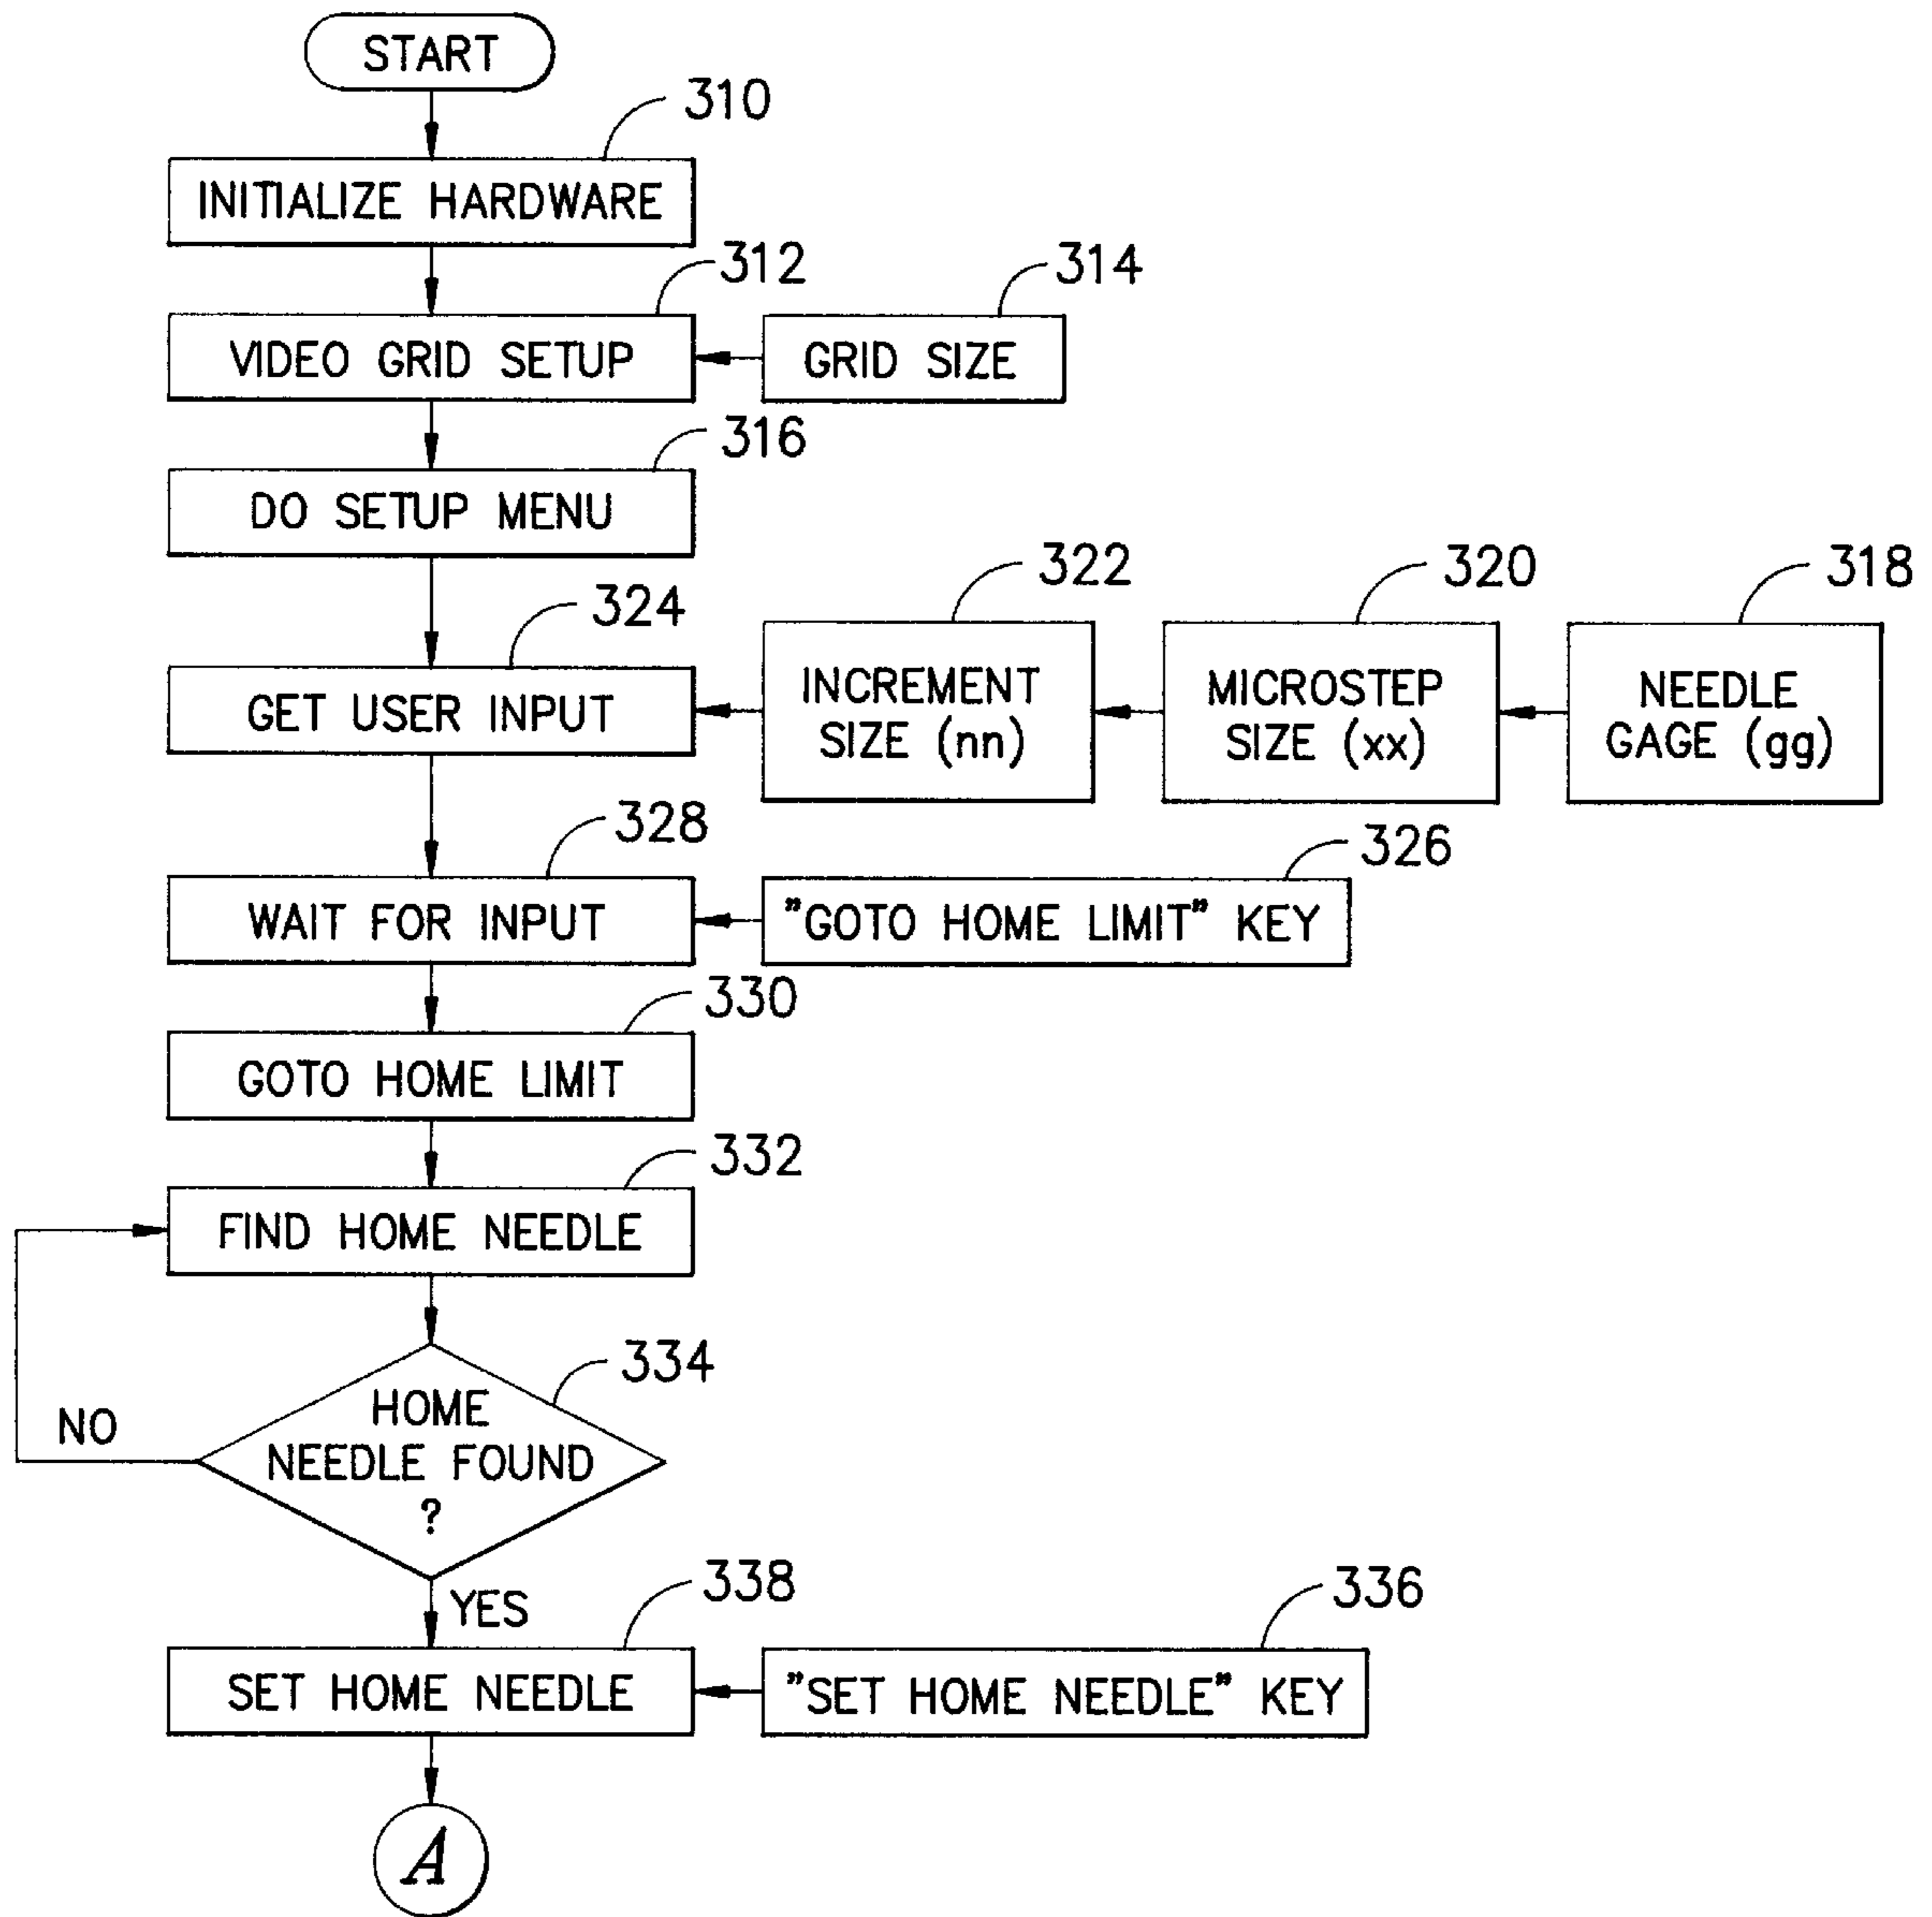 START
310
INITIALIZE HARDWARE
312
314
VIDEO GRID SETUP
GRID SIZE
316
DO SETUP MENU
322
320
318
324
GET USER INPUT
INCREMENT
SIZE (nn)
MICROSTEP
SIZE (xx)
NEEDLE
GAGE (gg)
328
326
WAIT FOR INPUT
"GOTO HOME LIMIT" KEY
330
GOTO HOME LIMIT
332
FIND HOME NEEDLE
334
HOME
NEEDLE FOUND
?
NO
YES
338
336
SET HOME NEEDLE
"SET HOME NEEDLE" KEY
A